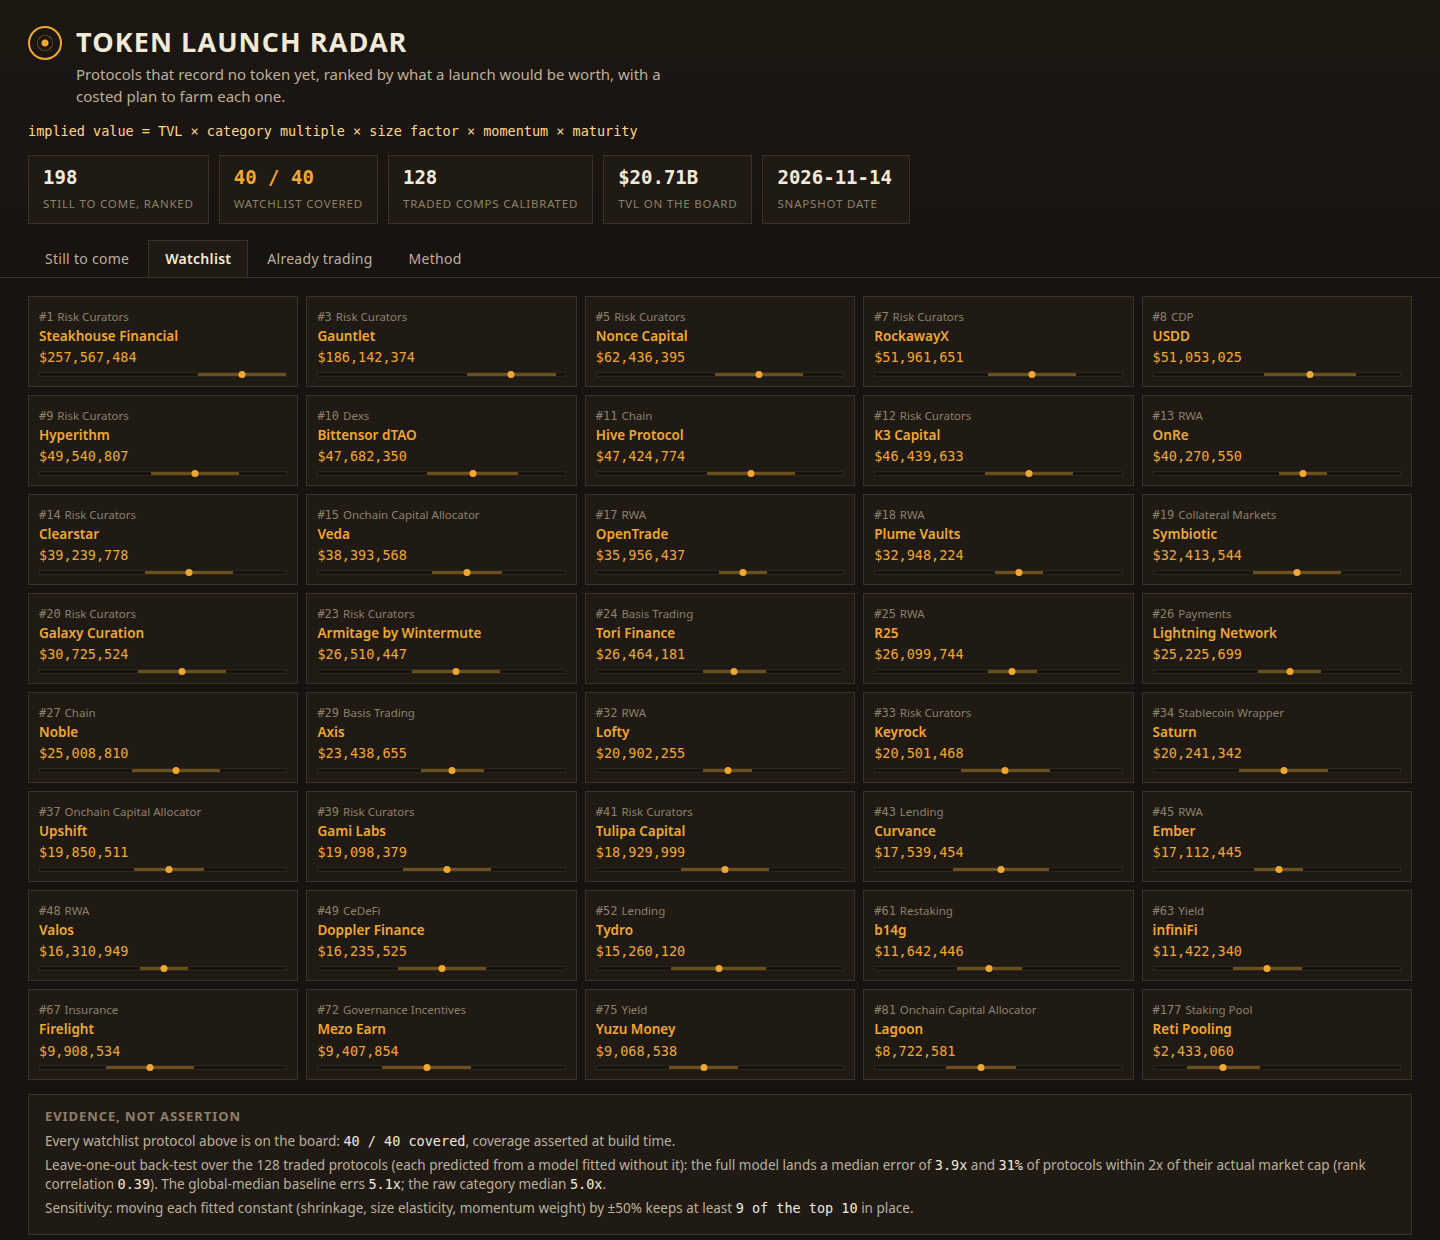 TOKEN LAUNCH RADAR
Protocols that record no token yet, ranked by what a launch would be worth, with a
costed plan to farm each one.
implied value = TVL × category multiple × size factor × momentum × maturity
198
STILL TO COME, RANKED
40 / 40
WATCHLIST COVERED
128
TRADED COMPS CALIBRATED
$20.71B
TVL ON THE BOARD
2026-11-14
SNAPSHOT DATE
Still to come
Watchlist
Already trading
Method
#1 Risk Curators
Steakhouse Financial
$257,567,484
#3 Risk Curators
Gauntlet
$186,142,374
#5 Risk Curators
Nonce Capital
$62,436,395
#7 Risk Curators
RockawayX
$51,961,651
#8 CDP
USDD
$51,053,025
#9 Risk Curators
Hyperithm
$49,540,807
#10 Dexs
Bittensor dTAO
$47,682,350
#11 Chain
Hive Protocol
$47,424,774
#12 Risk Curators
K3 Capital
$46,439,633
#13 RWA
OnRe
$40,270,550
#14 Risk Curators
Clearstar
$39,239,778
#15 Onchain Capital Allocator
Veda
$38,393,568
#17 RWA
OpenTrade
$35,956,437
#18 RWA
Plume Vaults
$32,948,224
#19 Collateral Markets
Symbiotic
$32,413,544
#20 Risk Curators
Galaxy Curation
$30,725,524
#23 Risk Curators
Armitage by Wintermute
$26,510,447
#24 Basis Trading
Tori Finance
$26,464,181
#25 RWA
R25
$26,099,744
#26 Payments
Lightning Network
$25,225,699
#27 Chain
Noble
$25,008,810
#29 Basis Trading
Axis
$23,438,655
#32 RWA
Lofty
$20,902,255
#33 Risk Curators
Keyrock
$20,501,468
#34 Stablecoin Wrapper
Saturn
$20,241,342
#37 Onchain Capital Allocator
Upshift
$19,850,511
#39 Risk Curators
Gami Labs
$19,098,379
#41 Risk Curators
Tulipa Capital
$18,929,999
#43 Lending
Curvance
$17,539,454
#45 RWA
Ember
$17,112,445
#48 RWA
Valos
$16,310,949
#49 CeDeFi
Doppler Finance
$16,235,525
#52 Lending
Tydro
$15,260,120
#61 Restaking
b14g
$11,642,446
#63 Yield
infiniFi
$11,422,340
#67 Insurance
Firelight
$9,908,534
#72 Governance Incentives
Mezo Earn
$9,407,854
#75 Yield
Yuzu Money
$9,068,538
#81 Onchain Capital Allocator
Lagoon
$8,722,581
#177 Staking Pool
Reti Pooling
$2,433,060
EVIDENCE, NOT ASSERTION
Every watchlist protocol above is on the board: 40 / 40 covered, coverage asserted at build time.
Leave-one-out back-test over the 128 traded protocols (each predicted from a model fitted without it): the full model lands a median error of 3.9x and 31% of protocols within 2x of their actual market cap (rank
correlation 0.39). The global-median baseline errs 5.1x; the raw category median 5.0x.
Sensitivity: moving each fitted constant (shrinkage, size elasticity, momentum weight) by ±50% keeps at least 9 of the top 10 in place.